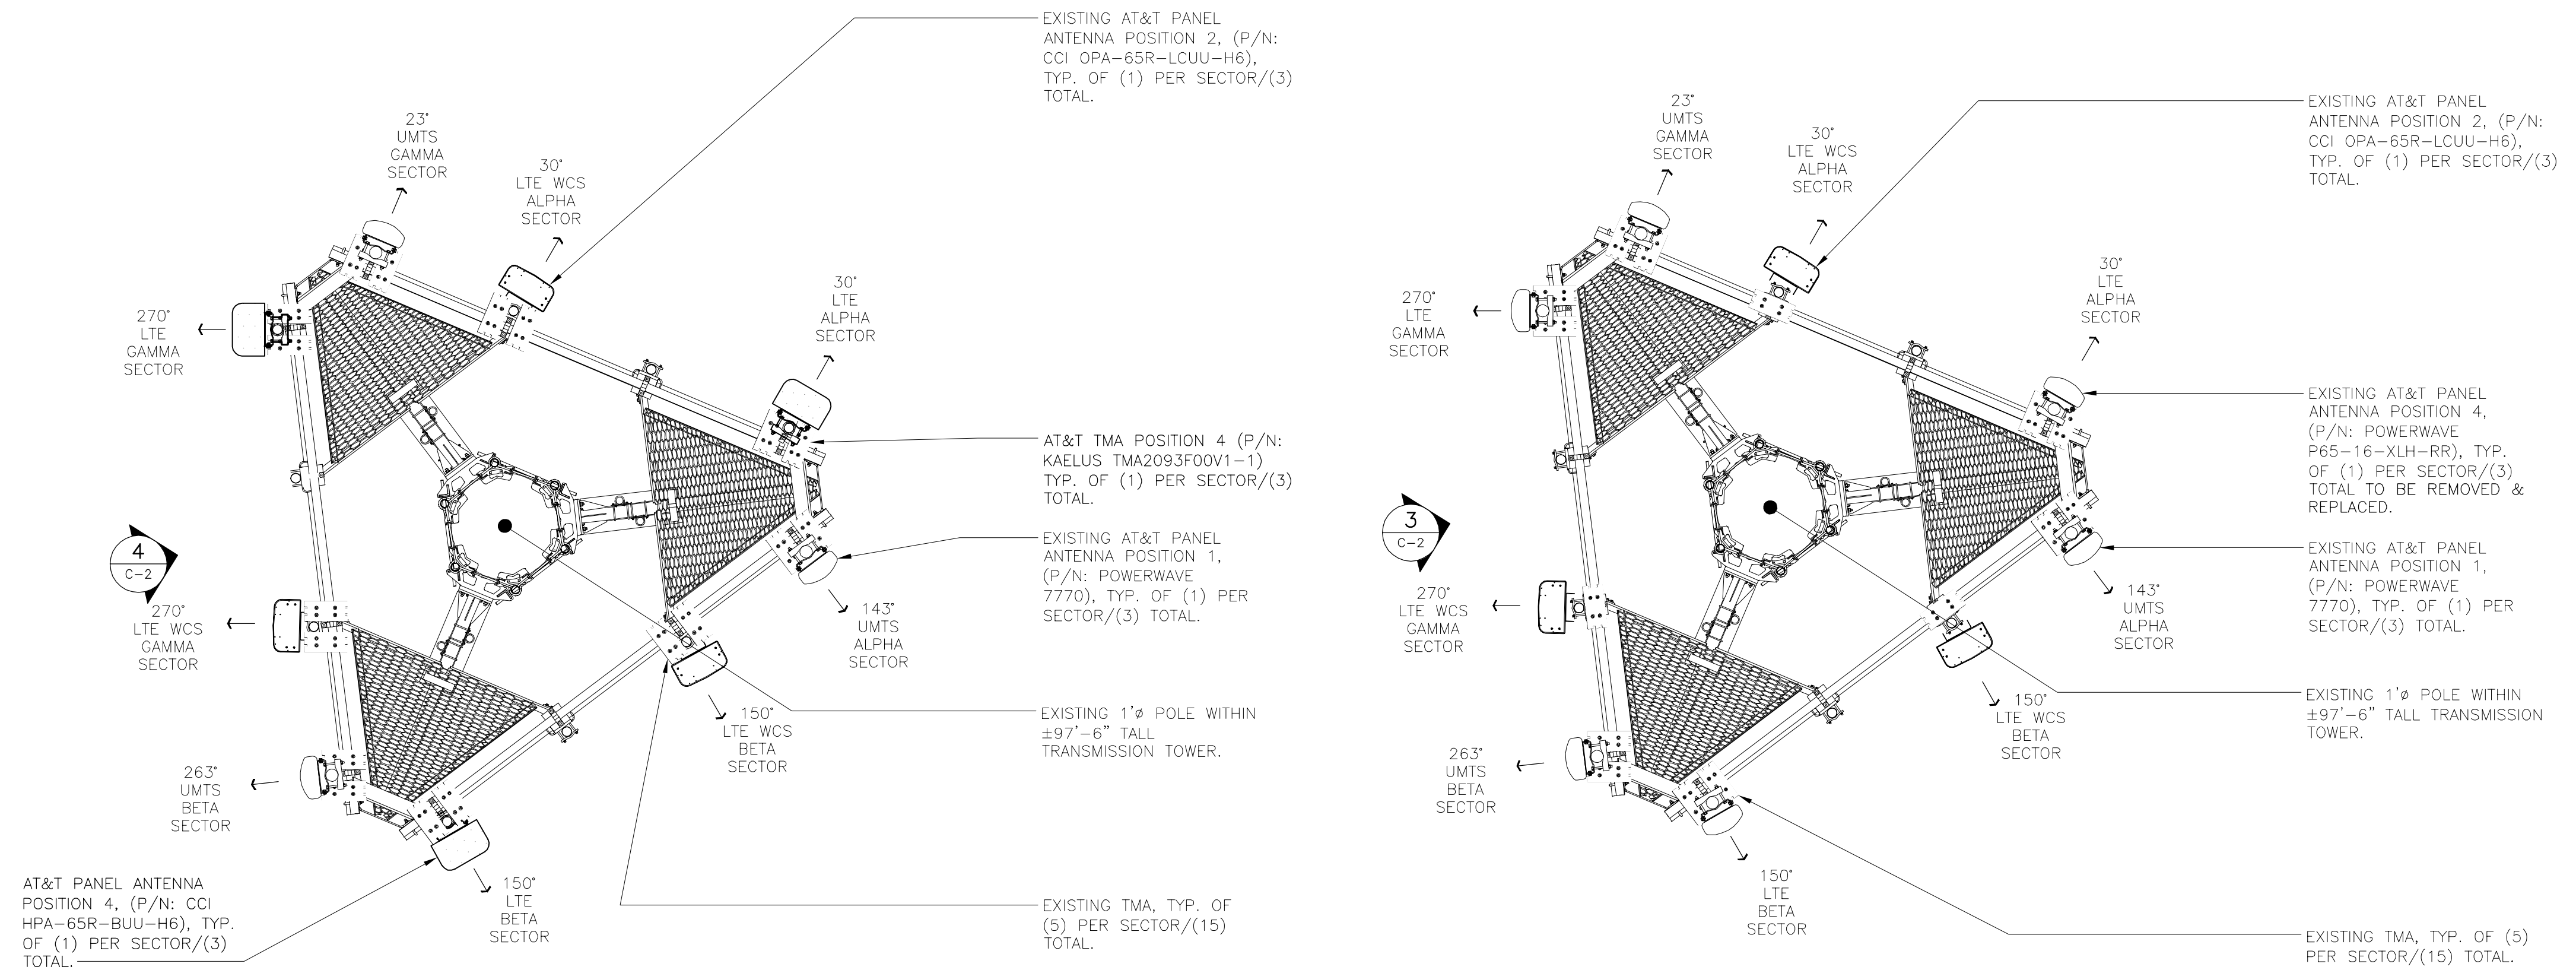 EXISTING AT&T PANEL
ANTENNA POSITION 2, (P/N:
CCI OPA-65R-LCUU-H6),
TYP. OF (1) PER SECTOR/(3)
TOTAL.
23°
UMTS
GAMMA
SECTOR
30°
LTE WCS
ALPHA
SECTOR
270°
LTE
GAMMA
SECTOR
30°
LTE
ALPHA
SECTOR
AT&T TMA POSITION 4 (P/N:
KAELUS TMA2093F00V1-1)
TYP. OF (1) PER SECTOR/(3)
TOTAL.
EXISTING AT&T PANEL
ANTENNA POSITION 1,
(P/N: POWERWAVE
7770), TYP. OF (1) PER
SECTOR/(3) TOTAL.
4
C-2
270°
LTE WCS
GAMMA
SECTOR
143°
UMTS
ALPHA
SECTOR
150°
LTE WCS
BETA
SECTOR
EXISTING 1'ø POLE WITHIN
±97'-6" TALL
TRANSMISSION TOWER.
263°
UMTS
BETA
SECTOR
AT&T PANEL ANTENNA
POSITION 4, (P/N: CCI
HPA-65R-BUU-H6), TYP.
OF (1) PER SECTOR/(3)
TOTAL.
150°
LTE
BETA
SECTOR
EXISTING TMA, TYP. OF
(5) PER SECTOR/(15)
TOTAL.
23°
UMTS
GAMMA
SECTOR
30°
LTE WCS
ALPHA
SECTOR
EXISTING AT&T PANEL
ANTENNA POSITION 2, (P/N:
CCI OPA-65R-LCUU-H6),
TYP. OF (1) PER SECTOR/(3)
TOTAL.
270°
LTE
GAMMA
SECTOR
30°
LTE
ALPHA
SECTOR
EXISTING AT&T PANEL
ANTENNA POSITION 4,
(P/N: POWERWAVE
P65-16-XLH-RR), TYP.
OF (1) PER SECTOR/(3)
TOTAL TO BE REMOVED &
REPLACED.
3
C-2
EXISTING AT&T PANEL
ANTENNA POSITION 1,
(P/N: POWERWAVE
7770), TYP. OF (1) PER
SECTOR/(3) TOTAL.
270°
LTE WCS
GAMMA
SECTOR
143°
UMTS
ALPHA
SECTOR
150°
LTE WCS
BETA
SECTOR
EXISTING 1'ø POLE WITHIN
±97'-6" TALL TRANSMISSION
TOWER.
263°
UMTS
BETA
SECTOR
150°
LTE
BETA
SECTOR
EXISTING TMA, TYP. OF (5)
PER SECTOR/(15) TOTAL.